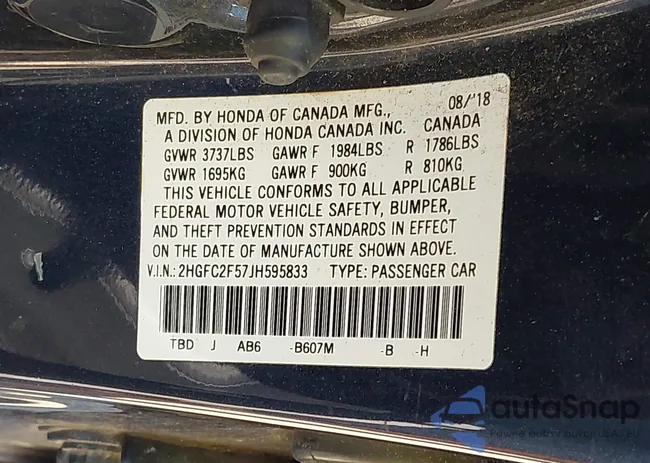 MFD. BY HONDA OF CANADA MFG., 08/'18
A DIVISION OF HONDA CANADA INC. CANADA
GVWR 3737LBS GAWR F 1984LBS R 1786LBS
GVWR 1695KG GAWR F 900KG R 810KG
THIS VEHICLE CONFORMS TO ALL APPLICABLE
FEDERAL MOTOR VEHICLE SAFETY, BUMPER,
AND THEFT PREVENTION STANDARDS IN EFFECT
ON THE DATE OF MANUFACTURE SHOWN ABOVE.
V.I.N.: 2HGFC2F57JH595833 TYPE: PASSENGER CAR
TBD J AB6 -B607M -B -H
autoSnap